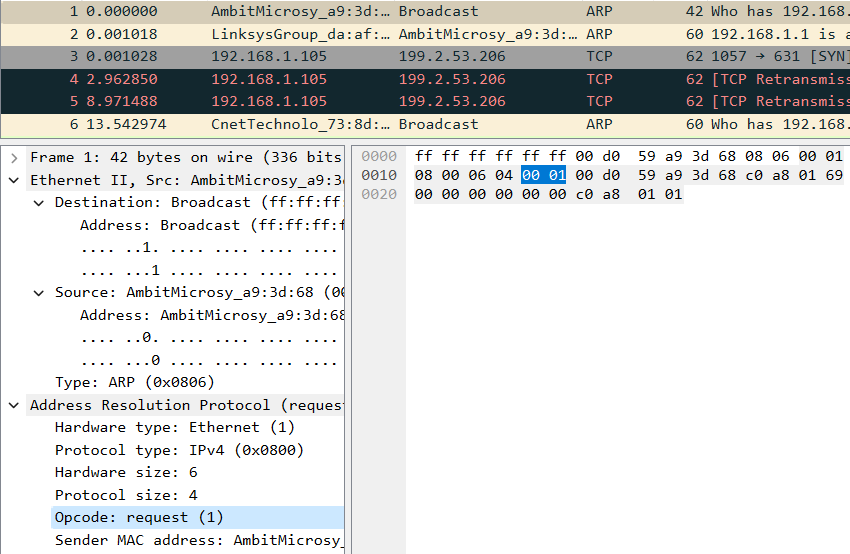 1 0.000000 AmbitMicrosy_a9:3d:… Broadcast ARP 42 Who has 192.168.
2 0.001018 LinksysGroup_da:af:… AmbitMicrosy_a9:3d:… ARP 60 192.168.1.1 is a
3 0.001028 192.168.1.105 199.2.53.206 TCP 62 1057 → 631 [SYN]
4 2.962850 192.168.1.105 199.2.53.206 TCP 62 [TCP Retransmiss
5 8.971488 192.168.1.105 199.2.53.206 TCP 62 [TCP Retransmiss
6 13.542974 CnetTechnolo_73:8d:… Broadcast ARP 60 Who has 192.168.
Frame 1: 42 bytes on wire (336 bits
Ethernet II, Src: AmbitMicrosy_a9:3d
Destination: Broadcast (ff:ff:ff:
Address: Broadcast (ff:ff:ff:f
.... ..1. .... .... .... ....
.... ...1 .... .... .... ....
Source: AmbitMicrosy_a9:3d:68 (00
Address: AmbitMicrosy_a9:3d:68
.... ..0. .... .... .... ....
.... ...0 .... .... .... ....
Type: ARP (0x0806)
Address Resolution Protocol (request
Hardware type: Ethernet (1)
Protocol type: IPv4 (0x0800)
Hardware size: 6
Protocol size: 4
Opcode: request (1)
Sender MAC address: AmbitMicrosy_
0000 ff ff ff ff ff ff 00 d0 59 a9 3d 68 08 06 00 01
0010 08 00 06 04 00 01 00 d0 59 a9 3d 68 c0 a8 01 69
0020 00 00 00 00 00 00 c0 a8 01 01